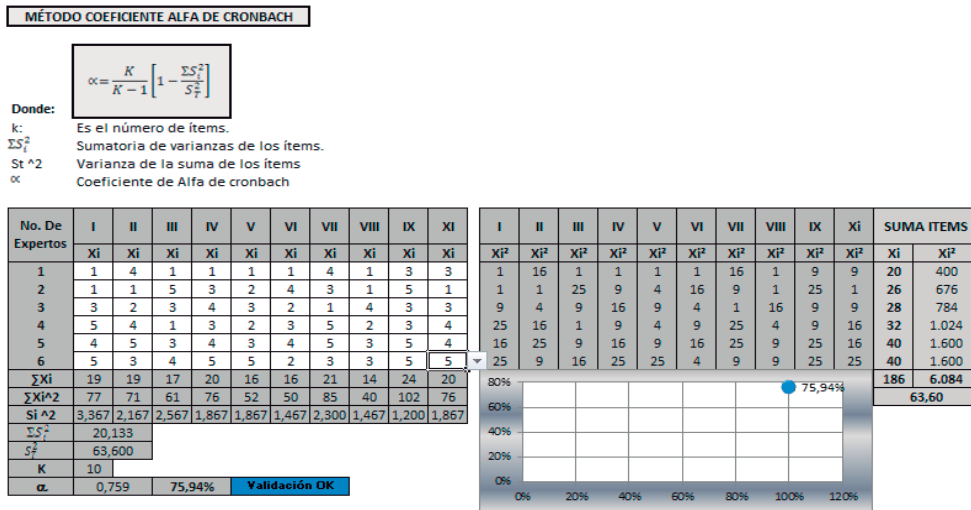 MÉTODO COEFICIENTE ALFA DE CRONBACH
∝= K / K − 1 [1 − ΣS_i^2 / S_T^2]
Donde:
k: Es el número de ítems.
ΣS_i^2 Sumatoria de varianzas de los ítems.
St ^2 Varianza de la suma de los ítems
∝ Coeficiente de Alfa de cronbach
No. De Expertos I II III IV V VI VII VIII IX XI I II III IV V VI VII VIII IX Xi SUMA ITEMS
Xi Xi Xi Xi Xi Xi Xi Xi Xi Xi Xi² Xi² Xi² Xi² Xi² Xi² Xi² Xi² Xi² Xi² Xi Xi²
1 1 4 1 1 1 1 4 1 3 3 1 16 1 1 1 1 16 1 9 9 20 400
2 1 1 5 3 2 4 3 1 5 1 1 1 25 9 4 16 9 1 25 1 26 676
3 3 2 3 4 3 2 1 4 3 3 9 4 9 16 9 4 1 16 9 9 28 784
4 5 4 1 3 2 3 5 2 3 4 25 16 1 9 4 9 25 4 9 16 32 1.024
5 4 5 3 4 3 4 5 3 5 4 16 25 9 16 9 16 25 9 25 16 40 1.600
6 5 3 4 5 5 2 3 3 5 5 25 9 16 25 25 4 9 9 25 25 40 1.600
∑Xi 19 19 17 20 16 16 21 14 24 20 186 6.084
∑Xi^2 77 71 61 76 52 50 85 40 102 76 63,60
Si ^2 3,367 2,167 2,567 1,867 1,867 1,467 2,300 1,467 1,200 1,867
ΣS_i^2 20,133
S_T^2 63,600
K 10
α 0,759 75,94% Validación OK
80%
60%
40%
20%
0%
75,94%
0% 20% 40% 60% 80% 100% 120%